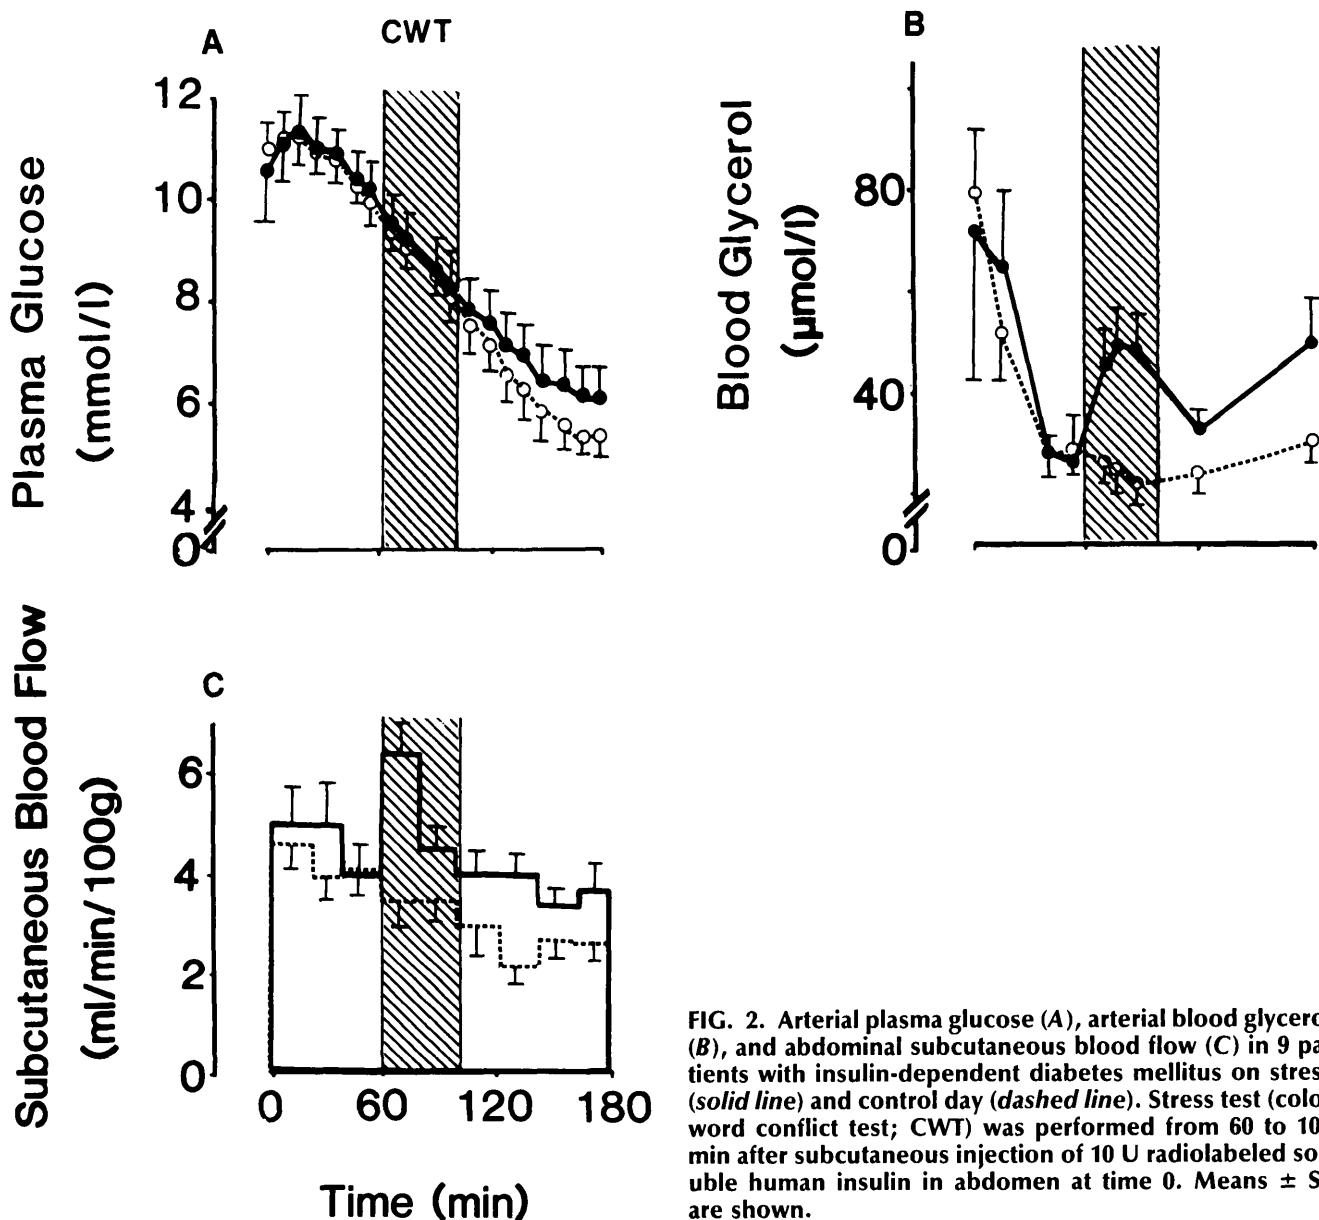 A
CWT
B
Plasma Glucose
(mmol/l)
12
10
8
6
4
0
Blood Glycerol
(µmol/l)
80
40
0
C
Subcutaneous Blood Flow
(ml/min/100g)
6
4
2
0
0 60 120 180
Time (min)
FIG. 2. Arterial plasma glucose (A), arterial blood glycero
(B), and abdominal subcutaneous blood flow (C) in 9 pa
tients with insulin-dependent diabetes mellitus on stres
(solid line) and control day (dashed line). Stress test (colo
word conflict test; CWT) was performed from 60 to 10
min after subcutaneous injection of 10 U radiolabeled so
uble human insulin in abdomen at time 0. Means ± S
are shown.